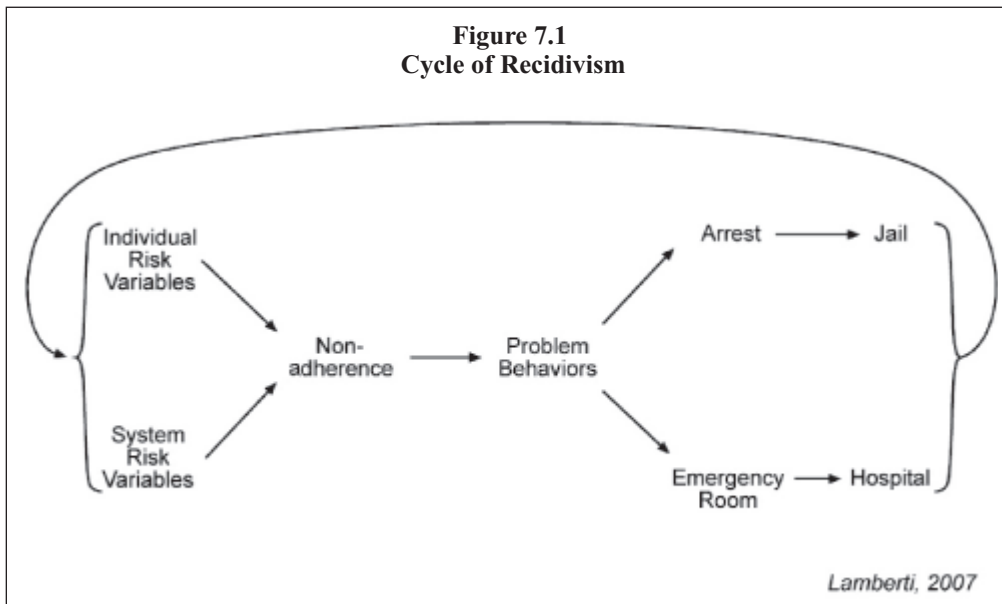 Figure 7.1
Cycle of Recidivism
Individual
Risk
Variables
Arrest
Jail
Non-
adherence
Problem
Behaviors
System
Risk
Variables
Emergency
Room
Hospital
Lamberti, 2007